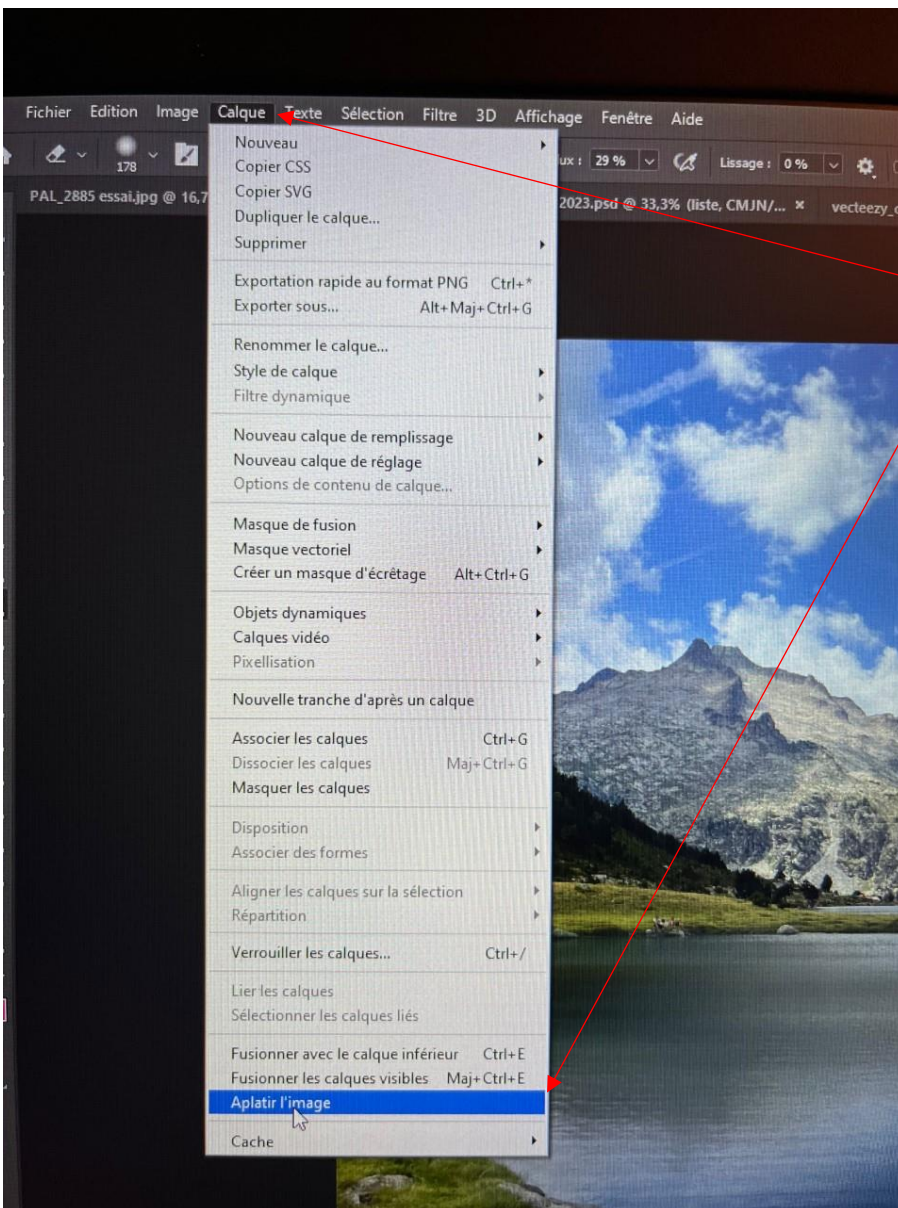 Fichier Edition Image Calque Texte Sélection Filtre 3D Affichage Fenêtre Aide
178 ux : 29 % Lissage : 0 %
PAL_2885 essai.jpg @ 16,7 2023.psd @ 33,3% (liste, CMJN/... × vecteezy_
Nouveau
Copier CSS
Copier SVG
Dupliquer le calque...
Supprimer
Exportation rapide au format PNG Ctrl+*
Exporter sous... Alt+Maj+Ctrl+G
Renommer le calque...
Style de calque
Filtre dynamique
Nouveau calque de remplissage
Nouveau calque de réglage
Options de contenu de calque...
Masque de fusion
Masque vectoriel
Créer un masque d'écrêtage Alt+Ctrl+G
Objets dynamiques
Calques vidéo
Pixellisation
Nouvelle tranche d'après un calque
Associer les calques Ctrl+G
Dissocier les calques Maj+Ctrl+G
Masquer les calques
Disposition
Associer des formes
Aligner les calques sur la sélection
Répartition
Verrouiller les calques... Ctrl+/
Lier les calques
Sélectionner les calques liés
Fusionner avec le calque inférieur Ctrl+E
Fusionner les calques visibles Maj+Ctrl+E
Aplatir l'image
Cache